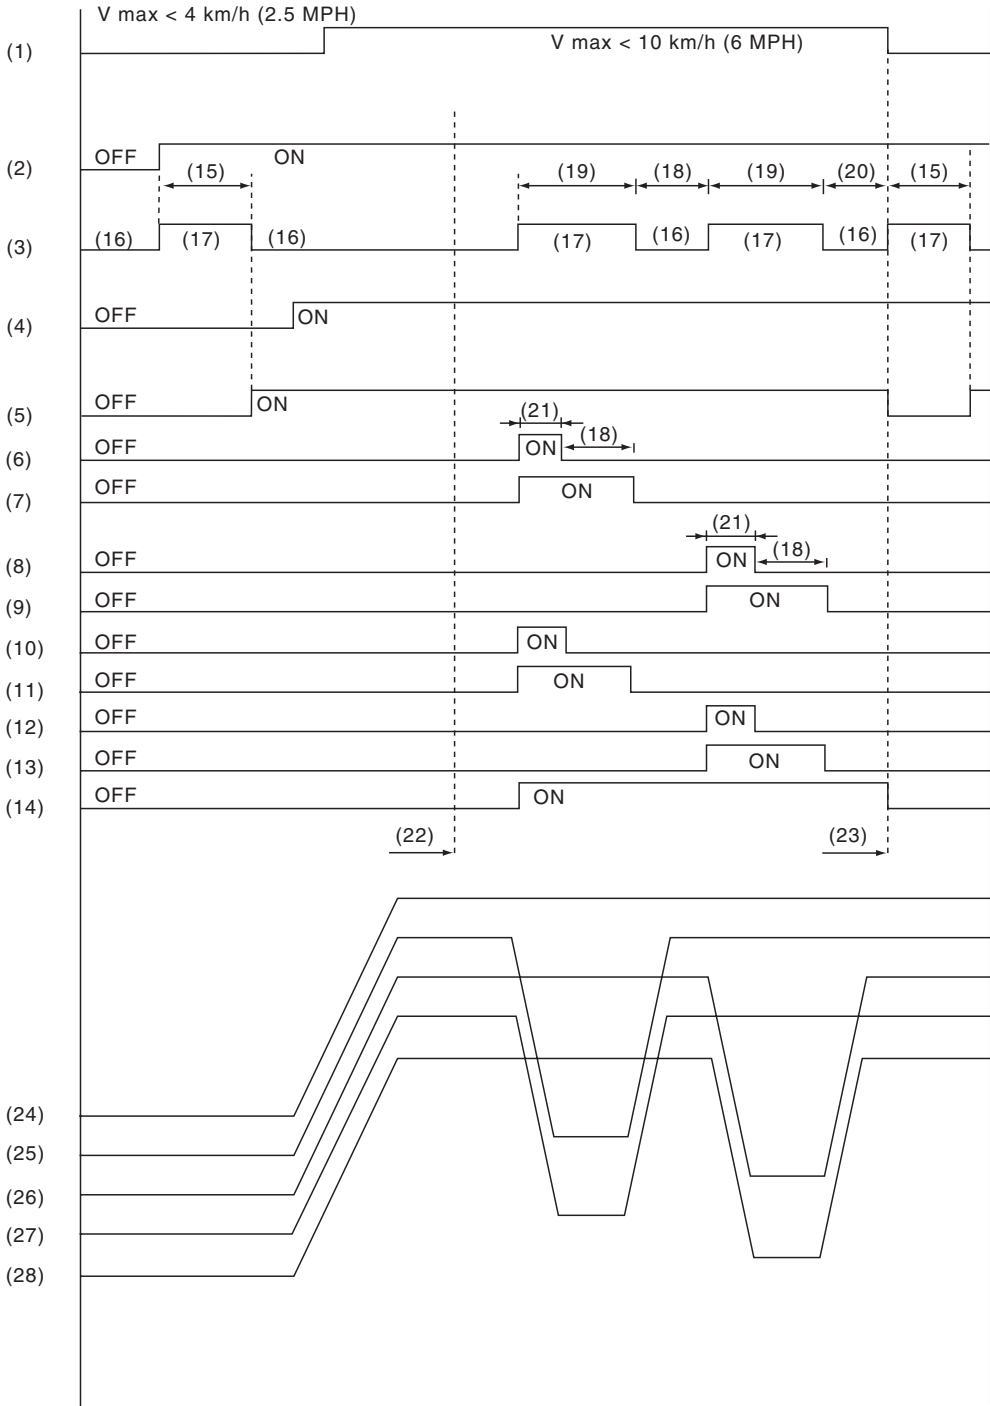 V max < 4 km/h (2.5 MPH)
(1)
V max < 10 km/h (6 MPH)
(2) OFF ON
(15) (19) (18) (19) (20) (15)
(3) (16) (17) (16) (17) (16) (17) (16) (17)
(4) OFF ON
(5) OFF ON
(21)
(6) OFF ON (18)
(7) OFF ON
(21)
(8) OFF ON (18)
(9) OFF ON
(10) OFF ON
(11) OFF ON
(12) OFF ON
(13) OFF ON
(14) OFF ON
(22) (23)
(24)
(25)
(26)
(27)
(28)